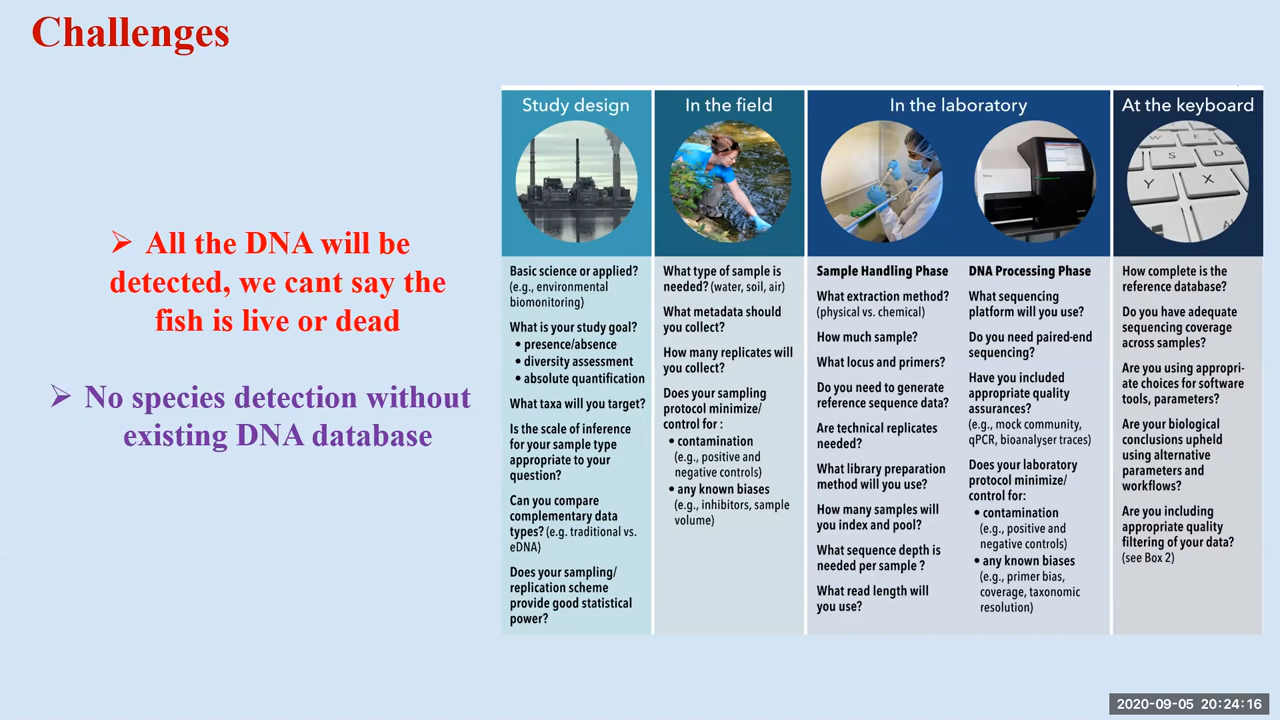 Challenges
➢ All the DNA will be
detected, we cant say the
fish is live or dead
➢ No species detection without
existing DNA database
Study design
Basic science or applied?
(e.g., environmental
biomonitoring)
What is your study goal?
• presence/absence
• diversity assessment
• absolute quantification
What taxa will you target?
Is the scale of inference
for your sample type
appropriate to your
question?
Can you compare
complementary data
types? (e.g. traditional vs.
eDNA)
Does your sampling/
replication scheme
provide good statistical
power?
In the field
What type of sample is
needed? (water, soil, air)
What metadata should
you collect?
How many replicates will
you collect?
Does your sampling
protocol minimize/
control for :
• contamination
(e.g., positive and
negative controls)
• any known biases
(e.g., inhibitors, sample
volume)
In the laboratory
Sample Handling Phase
What extraction method?
(physical vs. chemical)
How much sample?
What locus and primers?
Do you need to generate
reference sequence data?
Are technical replicates
needed?
What library preparation
method will you use?
How many samples will
you index and pool?
What sequence depth is
needed per sample ?
What read length will
you use?
DNA Processing Phase
What sequencing
platform will you use?
Do you need paired-end
sequencing?
Have you included
appropriate quality
assurances?
(e.g., mock community,
qPCR, bioanalyser traces)
Does your laboratory
protocol minimize/
control for:
• contamination
(e.g., positive and
negative controls)
• any known biases
(e.g., primer bias,
coverage, taxonomic
resolution)
At the keyboard
S D
Y X
How complete is the
reference database?
Do you have adequate
sequencing coverage
across samples?
Are you using appropri-
ate choices for software
tools, parameters?
Are your biological
conclusions upheld
using alternative
parameters and
workflows?
Are you including
appropriate quality
filtering of your data?
(see Box 2)
2020-09-05 20:24:16